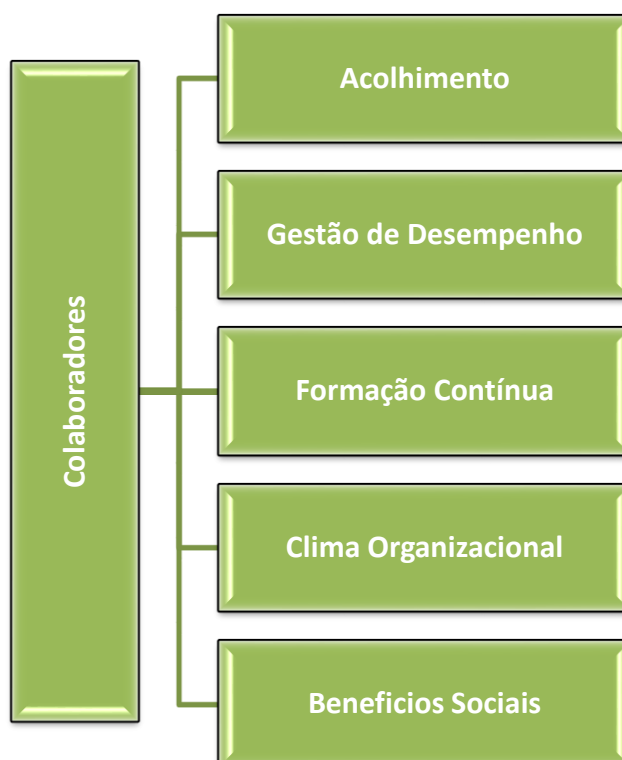 Colaboradores
Acolhimento
Gestão de Desempenho
Formação Contínua
Clima Organizacional
Beneficios Sociais